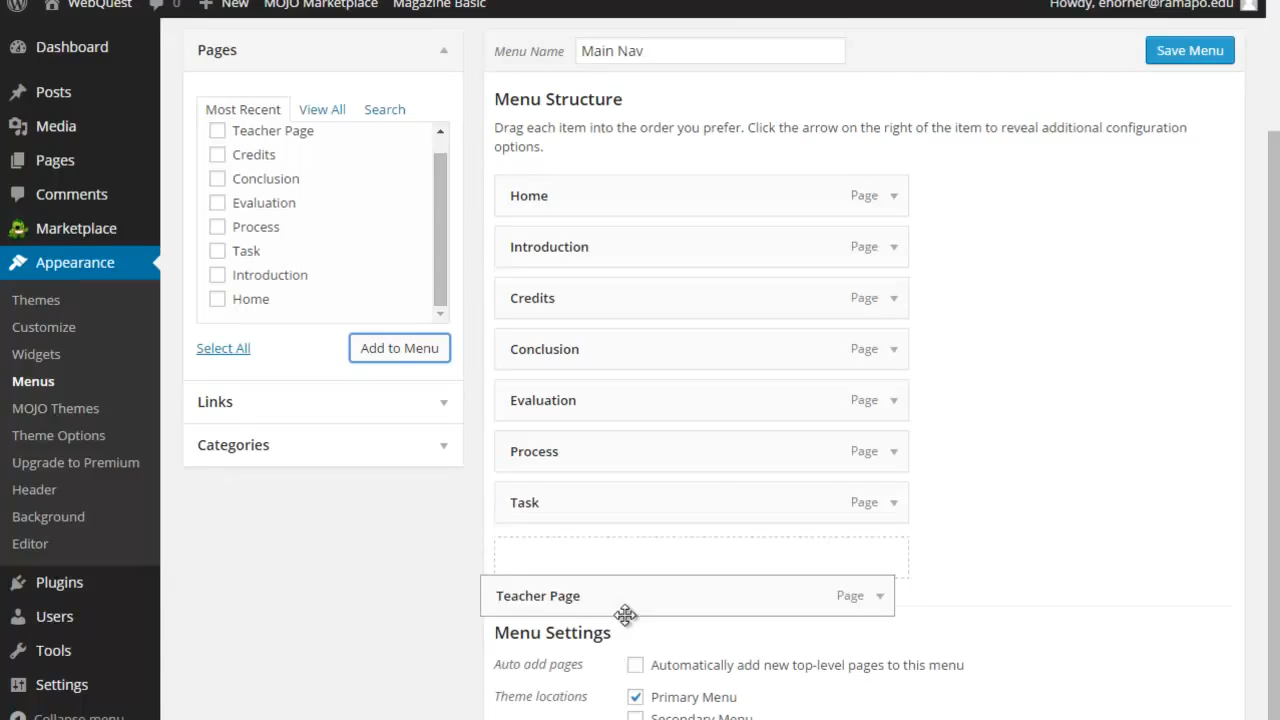 WebQuest 0 New MOJO Marketplace Magazine Basic Howdy, enorner@ramapo.edu
Dashboard
Posts
Media
Pages
Comments
Marketplace
Appearance
Themes
Customize
Widgets
Menus
MOJO Themes
Theme Options
Upgrade to Premium
Header
Background
Editor
Plugins
Users
Tools
Settings
Collapse menu
Pages
Most Recent View All Search
Teacher Page
Credits
Conclusion
Evaluation
Process
Task
Introduction
Home
Select All Add to Menu
Links
Categories
Menu Name Main Nav Save Menu
Menu Structure
Drag each item into the order you prefer. Click the arrow on the right of the item to reveal additional configuration
options.
Home Page
Introduction Page
Credits Page
Conclusion Page
Evaluation Page
Process Page
Task Page
Teacher Page Page
Menu Settings
Auto add pages Automatically add new top-level pages to this menu
Theme locations Primary Menu
Secondary Menu